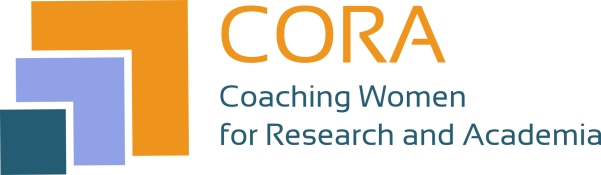 CORA
Coaching Women
for Research and Academia